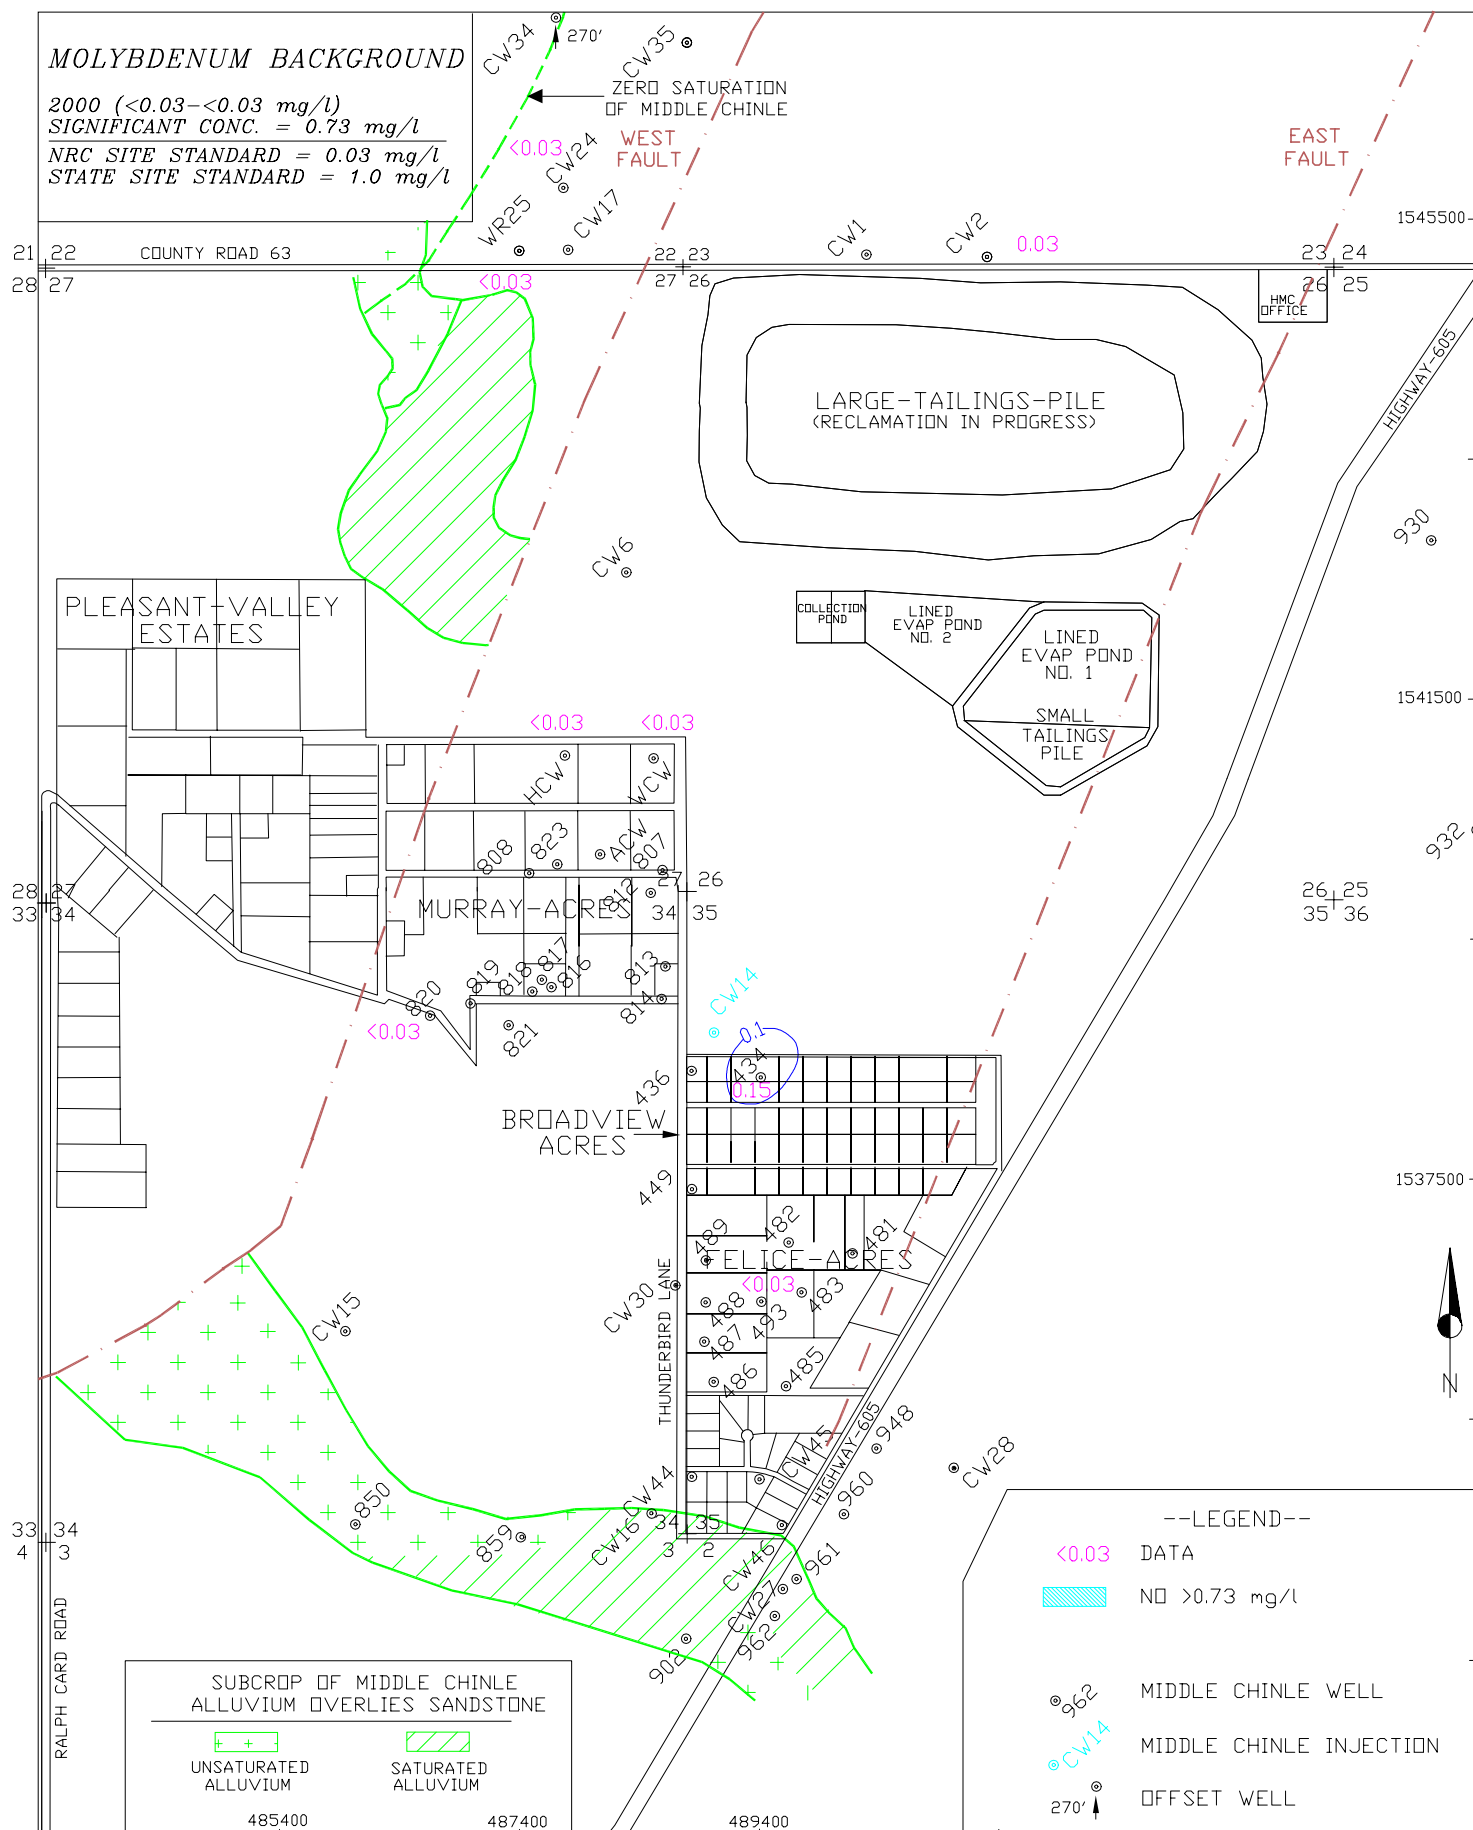 MOLYBDENUM BACKGROUND
2000 (<0.03-<0.03 mg/l)
SIGNIFICANT CONC. = 0.73 mg/l
NRC SITE STANDARD = 0.03 mg/l
STATE SITE STANDARD = 1.0 mg/l
CW34
270'
CW35
ZERO SATURATION
OF MIDDLE CHINLE
WEST
FAULT
EAST
FAULT
<0.03
CW24
WR25
CW17
CW1
CW2
0.03
1545500
21 22
28 27
COUNTY ROAD 63
22 23
27 26
23 24
26 25
<0.03
HMC
OFFICE
HIGHWAY-605
LARGE-TAILINGS-PILE
(RECLAMATION IN PROGRESS)
930
CW6
PLEASANT-VALLEY
ESTATES
COLLECTION
POND
LINED
EVAP POND
NO. 2
LINED
EVAP POND
NO. 1
SMALL
TAILINGS
PILE
1541500
<0.03
<0.03
HCW
WCW
808
823
ACW
807
932
28 27
33 34
812
27 26
34 35
26 25
35 36
MURRAY-ACRES
820
819
818
817
816
813
814
821
<0.03
CW14
0.1
434
0.15
436
BROADVIEW
ACRES
449
1537500
489
482
481
FELICE-ACRES
<0.03
CW30
THUNDERBIRD LANE
488
493
483
487
486
485
CW15
N
CW45
HIGHWAY-605
948
CW28
960
CW44
CW16
850
859
33 34
4 3
34 35
3 2
CW46
961
CW27
962
902
RALPH CARD ROAD
SUBCROP OF MIDDLE CHINLE
ALLUVIUM OVERLIES SANDSTONE
UNSATURATED
ALLUVIUM
SATURATED
ALLUVIUM
485400
487400
489400
--LEGEND--
<0.03 DATA
NO >0.73 mg/l
962 MIDDLE CHINLE WELL
CW14 MIDDLE CHINLE INJECTION
270' OFFSET WELL